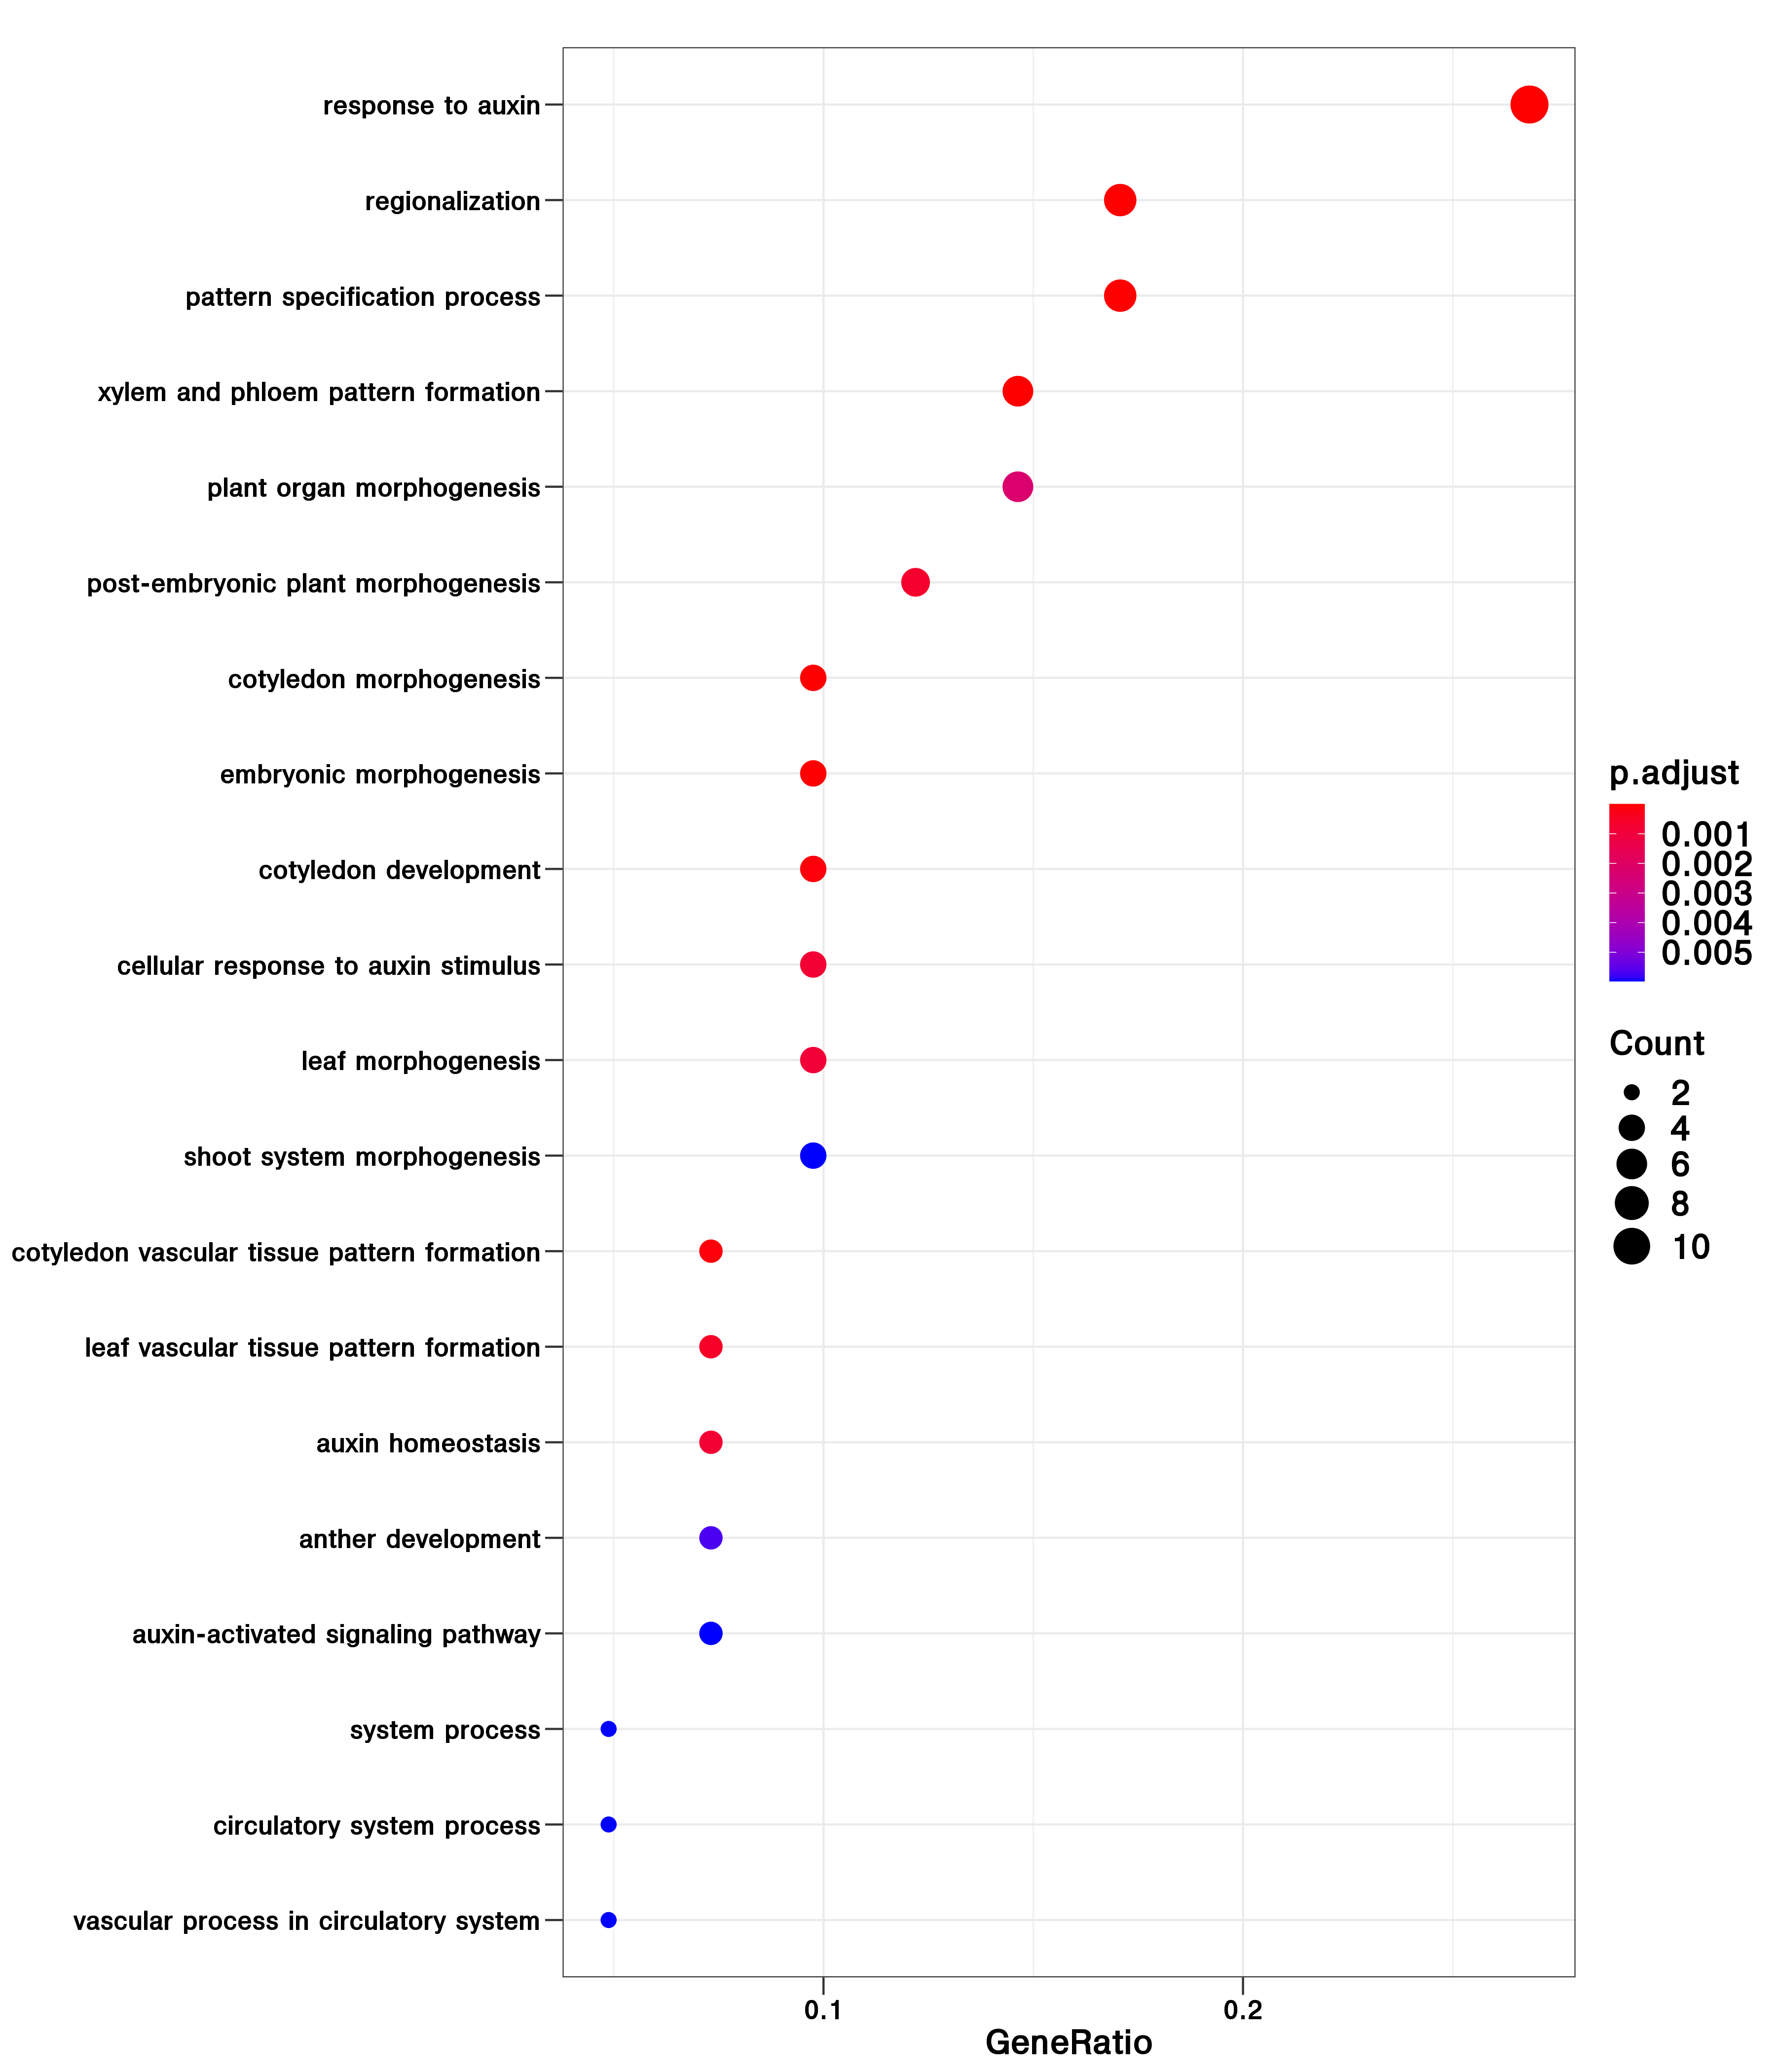 response to auxin
regionalization
pattern specification process
xylem and phloem pattern formation
plant organ morphogenesis
post-embryonic plant morphogenesis
cotyledon morphogenesis
embryonic morphogenesis
cotyledon development
cellular response to auxin stimulus
leaf morphogenesis
shoot system morphogenesis
cotyledon vascular tissue pattern formation
leaf vascular tissue pattern formation
auxin homeostasis
anther development
auxin-activated signaling pathway
system process
circulatory system process
vascular process in circulatory system
0.1 0.2
GeneRatio
p.adjust
0.001
0.002
0.003
0.004
0.005
Count
2
4
6
8
10